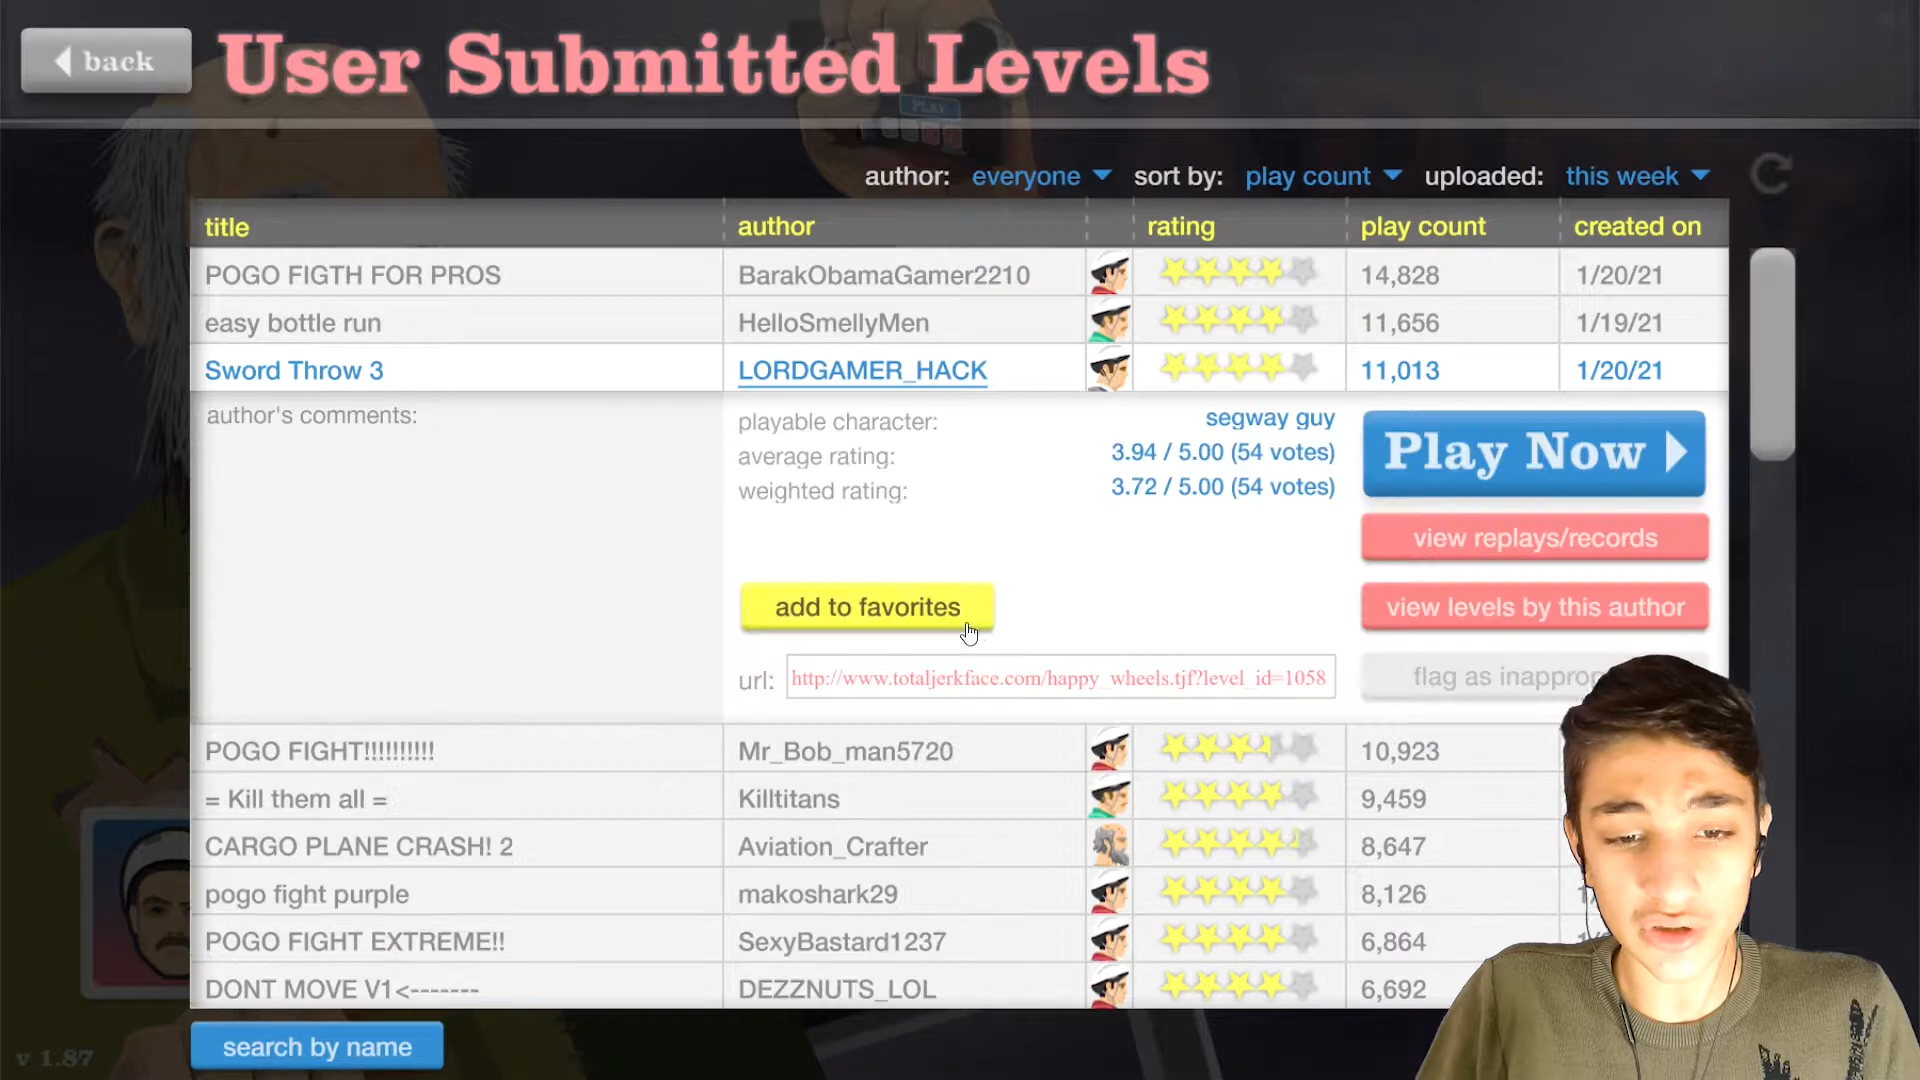 back
User Submitted Levels
PLAY
author: everyone sort by: play count uploaded: this week
title author rating play count created on
POGO FIGTH FOR PROS BarakObamaGamer2210 14,828 1/20/21
easy bottle run HelloSmellyMen 11,656 1/19/21
Sword Throw 3 LORDGAMER_HACK 11,013 1/20/21
author's comments:
playable character: segway guy
average rating: 3.94 / 5.00 (54 votes)
weighted rating: 3.72 / 5.00 (54 votes)
Play Now
view replays/records
add to favorites
view levels by this author
url: http://www.totaljerkface.com/happy_wheels.tjf?level_id=1058
flag as inapprop
POGO FIGHT!!!!!!!!!! Mr_Bob_man5720 10,923
= Kill them all = Killtitans 9,459
CARGO PLANE CRASH! 2 Aviation_Crafter 8,647
pogo fight purple makoshark29 8,126
POGO FIGHT EXTREME!! SexyBastard1237 6,864
DONT MOVE V1<------- DEZZNUTS_LOL 6,692
search by name
v 1.87